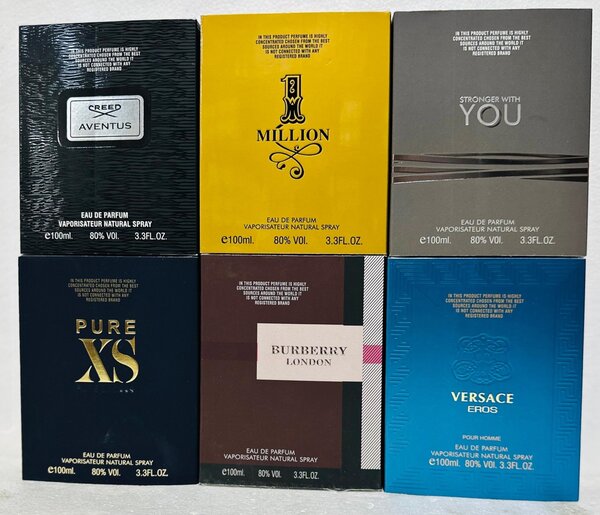 IN THIS PRODUCT PERFUME IS HIGHLY
CONCENTRATED CHOSEN FROM THE BEST
SOURCES AROUND THE WORLD IT
IS NOT CONNECTED WITH ANY
REGISTERED BRAND
CREED
AVENTUS
EAU DE PARFUM
VAPORISATEUR NATURAL SPRAY
e100ml. 80% VOl. 3.3FL.OZ.
IN THIS PRODUCT PERFUME IS HIGHLY
CONCENTRATED CHOSEN FROM THE BEST
SOURCES AROUND THE WORLD IT
IS NOT CONNECTED WITH ANY
REGISTERED BRAND
1
MILLION
EAU DE PARFUM
VAPORISATEUR NATURAL SPRAY
e100ml. 80% VOl. 3.3FL.OZ.
IN THIS PRODUCT PERFUME IS HIGHLY
CONCENTRATED CHOSEN FROM THE BEST
SOURCES AROUND THE WORLD IT
IS NOT CONNECTED WITH ANY
REGISTERED BRAND
STRONGER WITH
YOU
EAU DE PARFUM
VAPORISATEUR NATURAL SPRAY
e100ml. 80% VOl. 3.3FL.OZ.
IN THIS PRODUCT PERFUME IS HIGHLY
CONCENTRATED CHOSEN FROM THE BEST
SOURCES AROUND THE WORLD IT
IS NOT CONNECTED WITH ANY
REGISTERED BRAND
PURE
XS
EAU DE PARFUM
VAPORISATEUR NATURAL SPRAY
e100ml. 80% VOl. 3.3FL.OZ.
IN THIS PRODUCT PERFUME IS HIGHLY
CONCENTRATED CHOSEN FROM THE BEST
SOURCES AROUND THE WORLD IT
IS NOT CONNECTED WITH ANY
REGISTERED BRAND
BURBERRY
LONDON
EAU DE PARFUM
VAPORISATEUR NATURAL SPRAY
e100ml. 80% VOl. 3.3FL.OZ.
IN THIS PRODUCT PERFUME IS HIGHLY
CONCENTRATED CHOSEN FROM THE BEST
SOURCES AROUND THE WORLD IT
IS NOT CONNECTED WITH ANY
REGISTERED BRAND
VERSACE
EROS
POUR HOMME
EAU DE PARFUM
VAPORISATEUR NATURAL SPRAY
e100ml. 80% VOl. 3.3FL.OZ.